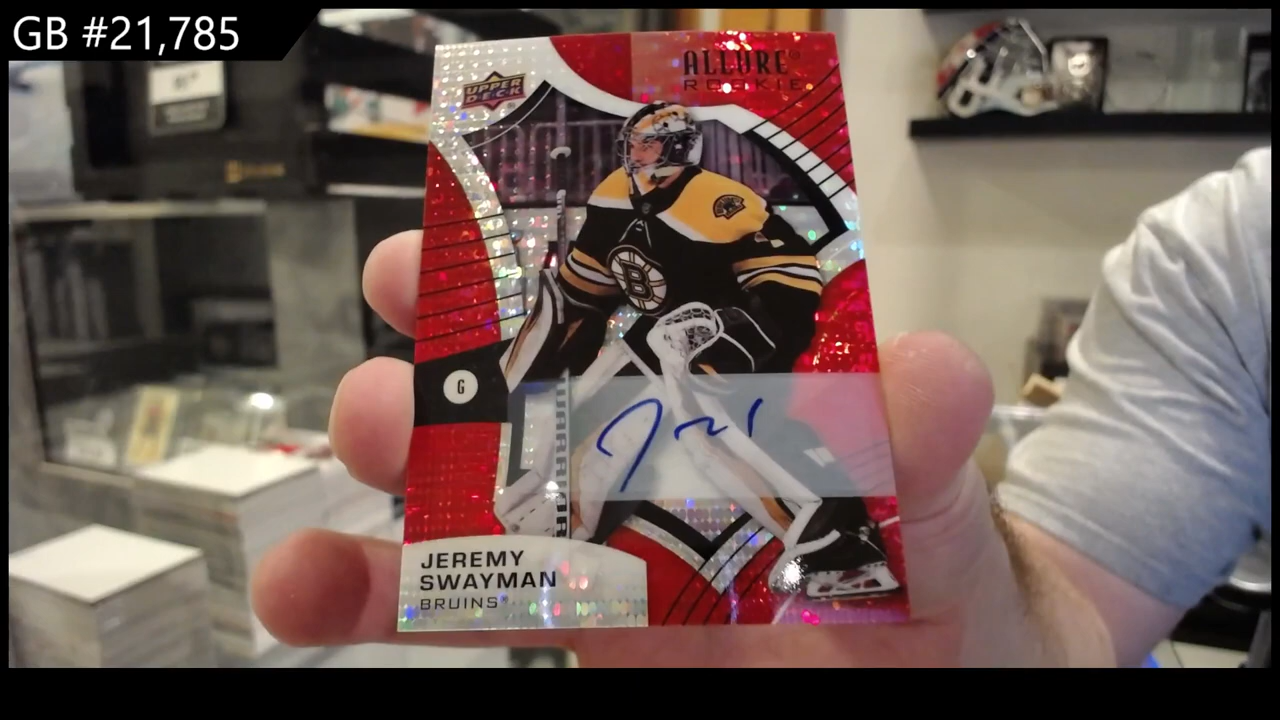 GB #21,785
UPPER
DECK
ALLURE
ROOKIE
B
G
JEREMY
SWAYMAN
BRUINS